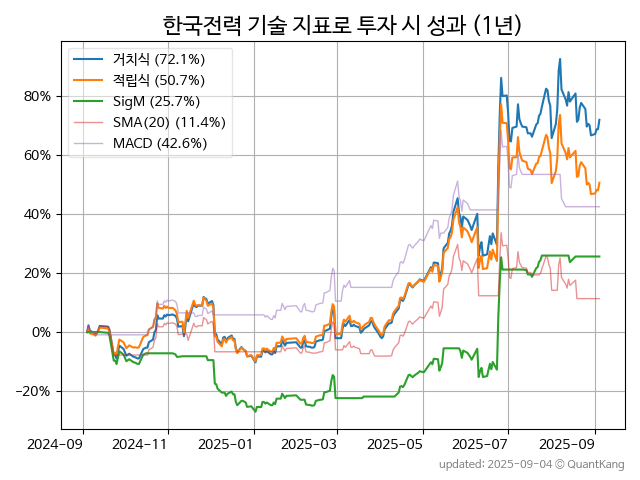 한국전력 기술 지표로 투자 시 성과 (1년)
거치식 (72.1%)
적립식 (50.7%)
SigM (25.7%)
SMA(20) (11.4%)
MACD (42.6%)
80%
60%
40%
20%
0%
−20%
2024-09
2024-11
2025-01
2025-03
2025-05
2025-07
2025-09
updated: 2025-09-04 © QuantKang